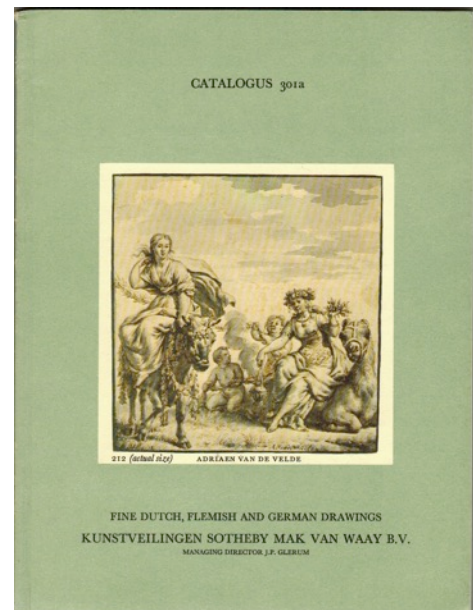 CATALOGUS 301a
212 (actual size) ADRIAEN VAN DE VELDE
FINE DUTCH, FLEMISH AND GERMAN DRAWINGS
KUNSTVEILINGEN SOTHEBY MAK VAN WAAY B.V.
MANAGING DIRECTOR J.P. GLERUM